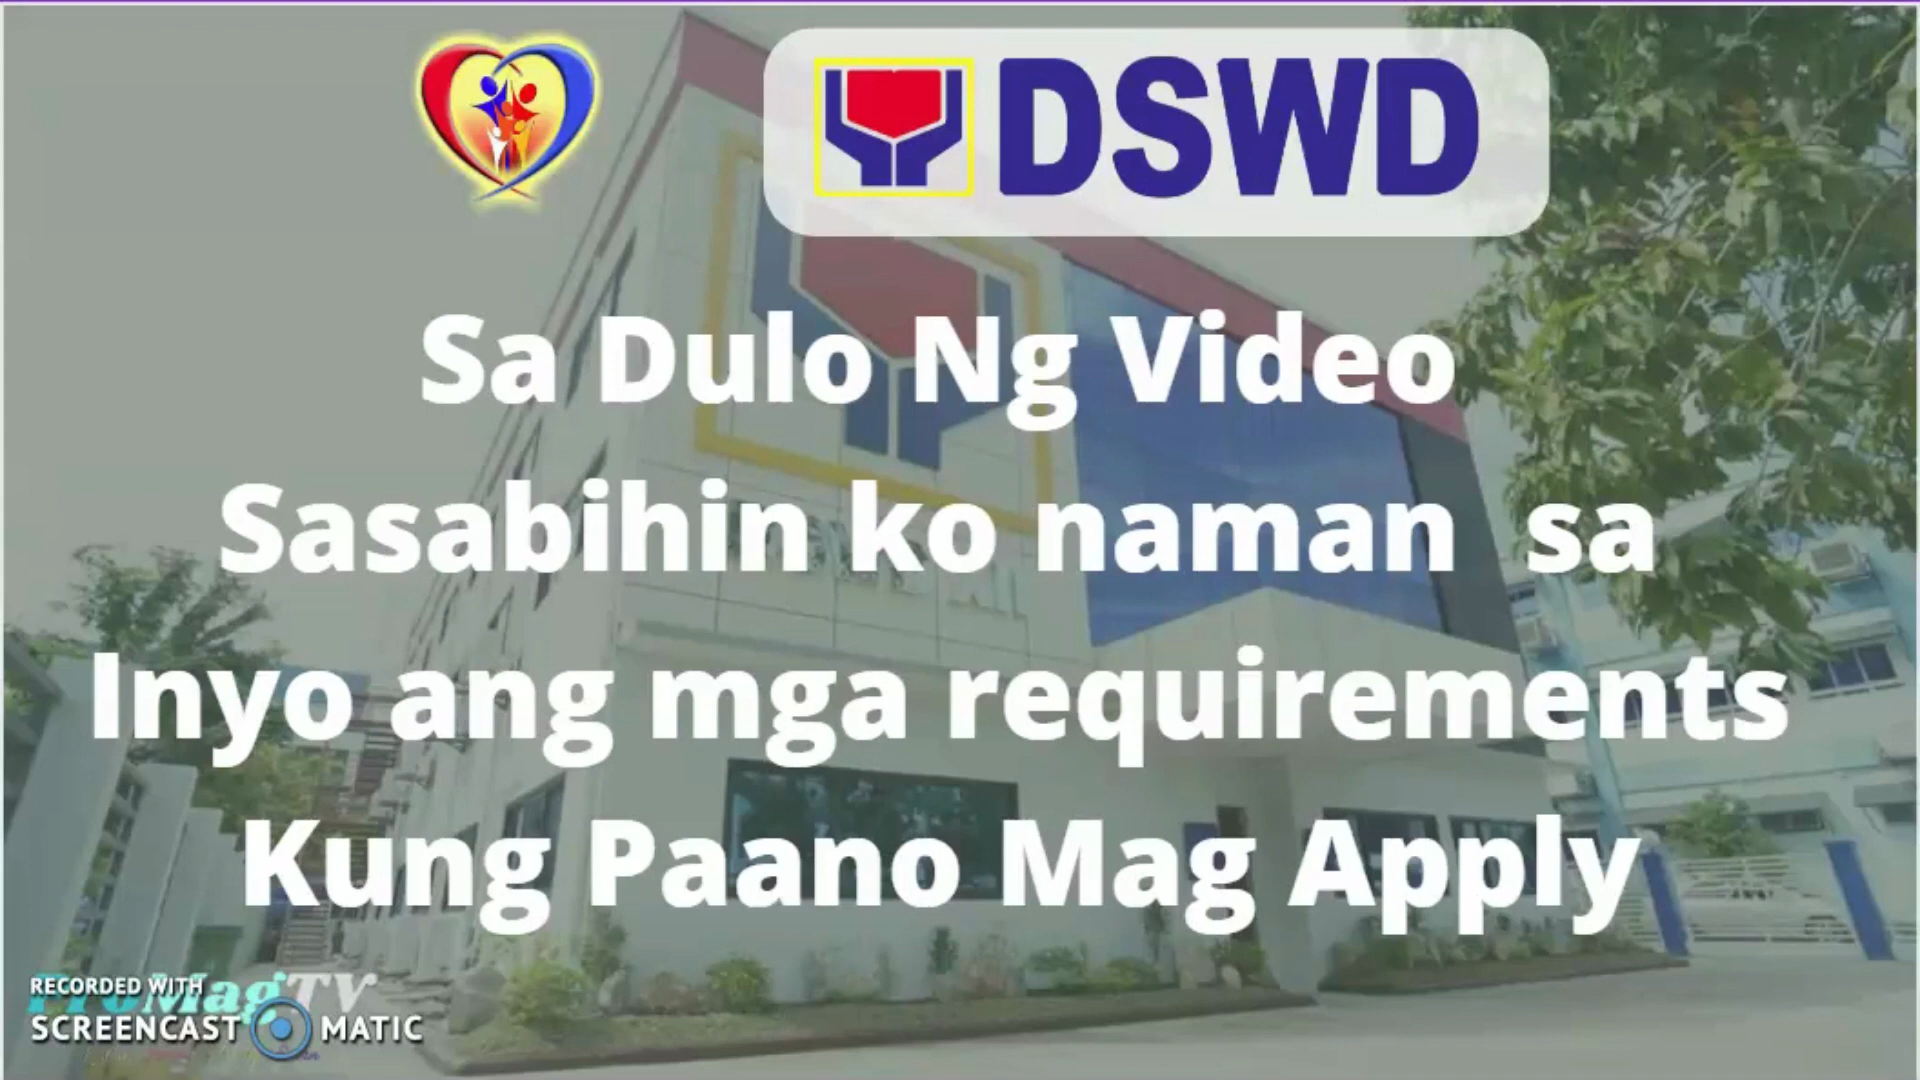 DSWD
Sa Dulo Ng Video
Sasabihin ko naman sa
Inyo ang mga requirements
Kung Paano Mag Apply
RECORDED WITH
SCREENCAST MATIC
MagTV